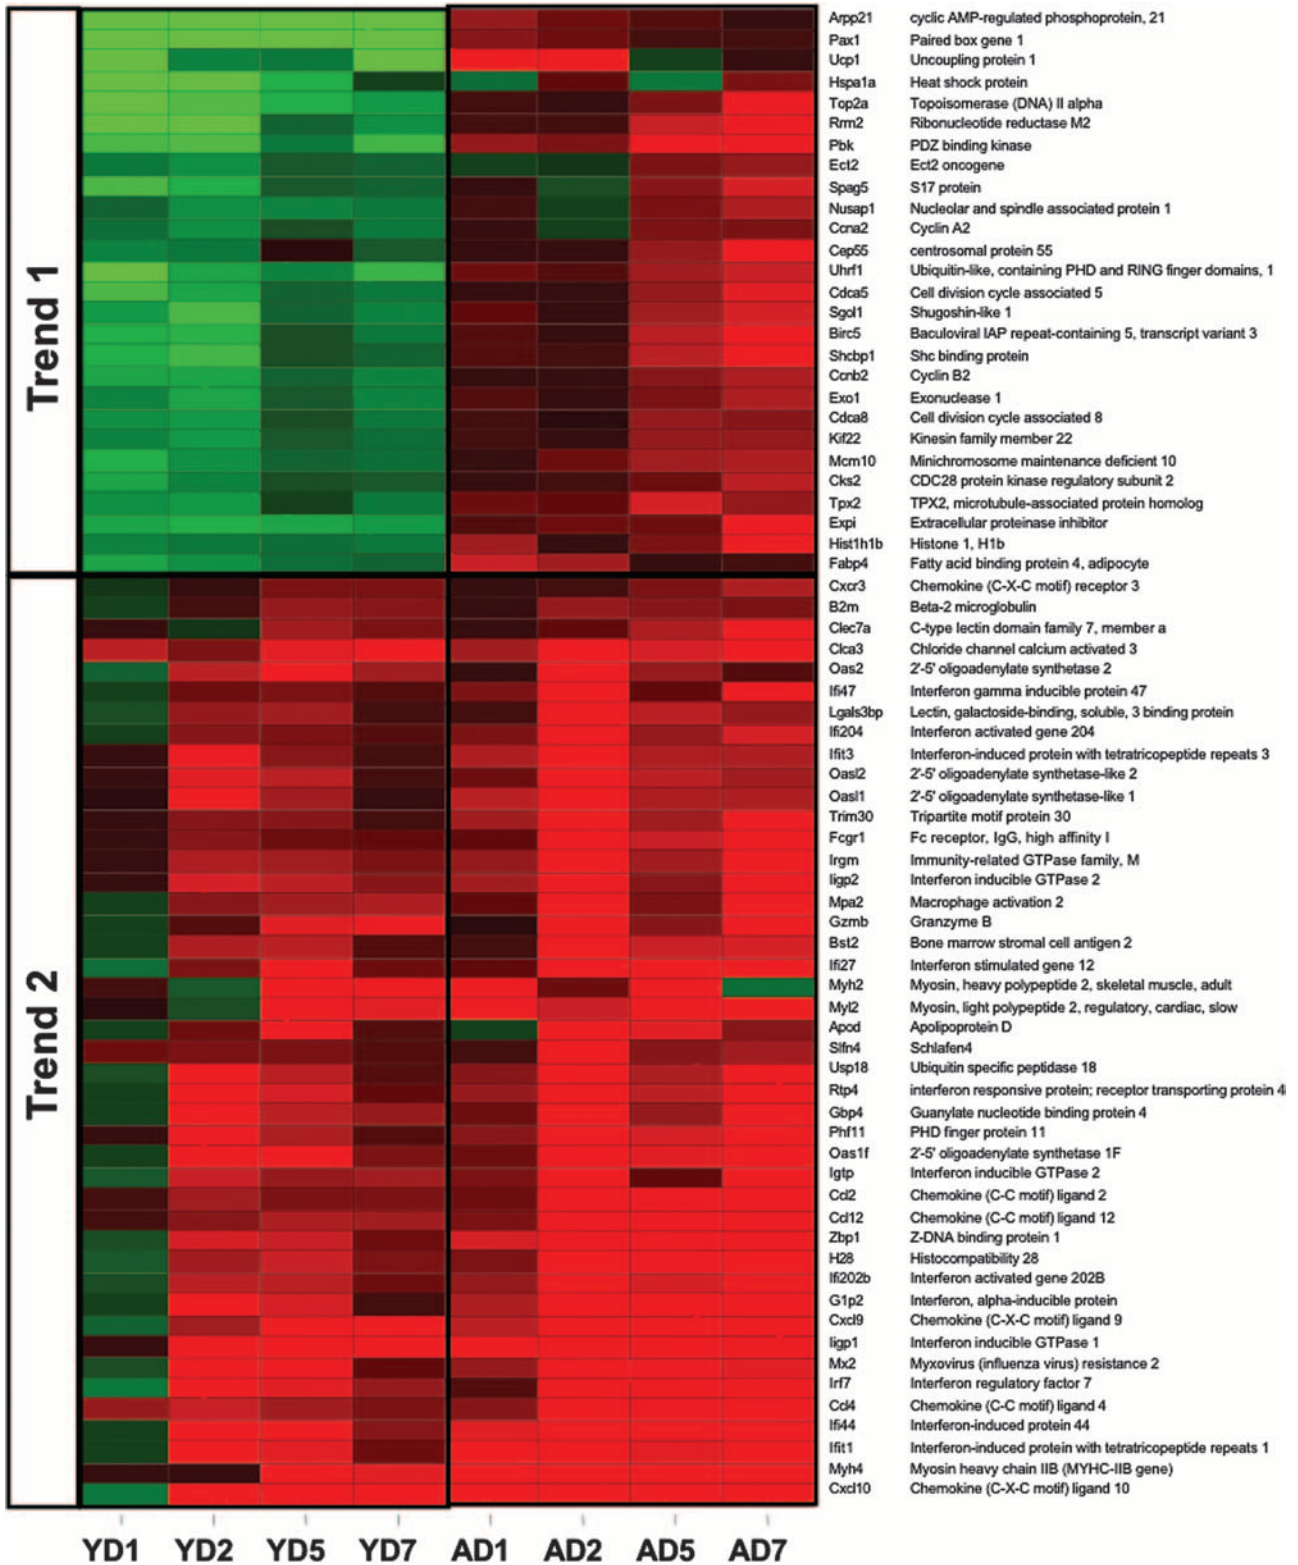 Trend 1
Arpp21 cyclic AMP-regulated phosphoprotein, 21
Pax1 Paired box gene 1
Ucp1 Uncoupling protein 1
Hspa1a Heat shock protein
Top2a Topoisomerase (DNA) II alpha
Rrm2 Ribonucleotide reductase M2
Pbk PDZ binding kinase
Ect2 Ect2 oncogene
Spag5 S17 protein
Nusap1 Nucleolar and spindle associated protein 1
Ccna2 Cyclin A2
Cep55 centrosomal protein 55
Uhrf1 Ubiquitin-like, containing PHD and RING finger domains, 1
Cdca5 Cell division cycle associated 5
Sgol1 Shugoshin-like 1
Birc5 Baculoviral IAP repeat-containing 5, transcript variant 3
Shcbp1 Shc binding protein
Ccnb2 Cyclin B2
Exo1 Exonuclease 1
Cdca8 Cell division cycle associated 8
Kif22 Kinesin family member 22
Mcm10 Minichromosome maintenance deficient 10
Cks2 CDC28 protein kinase regulatory subunit 2
Tpx2 TPX2, microtubule-associated protein homolog
Expi Extracellular proteinase inhibitor
Hist1h1b Histone 1, H1b
Fabp4 Fatty acid binding protein 4, adipocyte
Trend 2
Cxcr3 Chemokine (C-X-C motif) receptor 3
B2m Beta-2 microglobulin
Clec7a C-type lectin domain family 7, member a
Clca3 Chloride channel calcium activated 3
Oas2 2'-5' oligoadenylate synthetase 2
Ifi47 Interferon gamma inducible protein 47
Lgals3bp Lectin, galactoside-binding, soluble, 3 binding protein
Ifi204 Interferon activated gene 204
Ifit3 Interferon-induced protein with tetratricopeptide repeats 3
Oasl2 2'-5' oligoadenylate synthetase-like 2
Oasl1 2'-5' oligoadenylate synthetase-like 1
Trim30 Tripartite motif protein 30
Fcgr1 Fc receptor, IgG, high affinity I
Irgm Immunity-related GTPase family, M
Iigp2 Interferon inducible GTPase 2
Mpa2 Macrophage activation 2
Gzmb Granzyme B
Bst2 Bone marrow stromal cell antigen 2
Ifi27 Interferon stimulated gene 12
Myh2 Myosin, heavy polypeptide 2, skeletal muscle, adult
Myl2 Myosin, light polypeptide 2, regulatory, cardiac, slow
Apod Apolipoprotein D
Slfn4 Schlafen4
Usp18 Ubiquitin specific peptidase 18
Rtp4 interferon responsive protein; receptor transporting protein 4
Gbp4 Guanylate nucleotide binding protein 4
Phf11 PHD finger protein 11
Oas1f 2'-5' oligoadenylate synthetase 1F
Igtp Interferon inducible GTPase 2
Ccl2 Chemokine (C-C motif) ligand 2
Ccl12 Chemokine (C-C motif) ligand 12
Zbp1 Z-DNA binding protein 1
H28 Histocompatibility 28
Ifi202b Interferon activated gene 202B
G1p2 Interferon, alpha-inducible protein
Cxcl9 Chemokine (C-X-C motif) ligand 9
Iigp1 Interferon inducible GTPase 1
Mx2 Myxovirus (influenza virus) resistance 2
Irf7 Interferon regulatory factor 7
Ccl4 Chemokine (C-C motif) ligand 4
Ifi44 Interferon-induced protein 44
Ifit1 Interferon-induced protein with tetratricopeptide repeats 1
Myh4 Myosin heavy chain IIB (MYHC-IIB gene)
Cxcl10 Chemokine (C-X-C motif) ligand 10
YD1 YD2 YD5 YD7 AD1 AD2 AD5 AD7